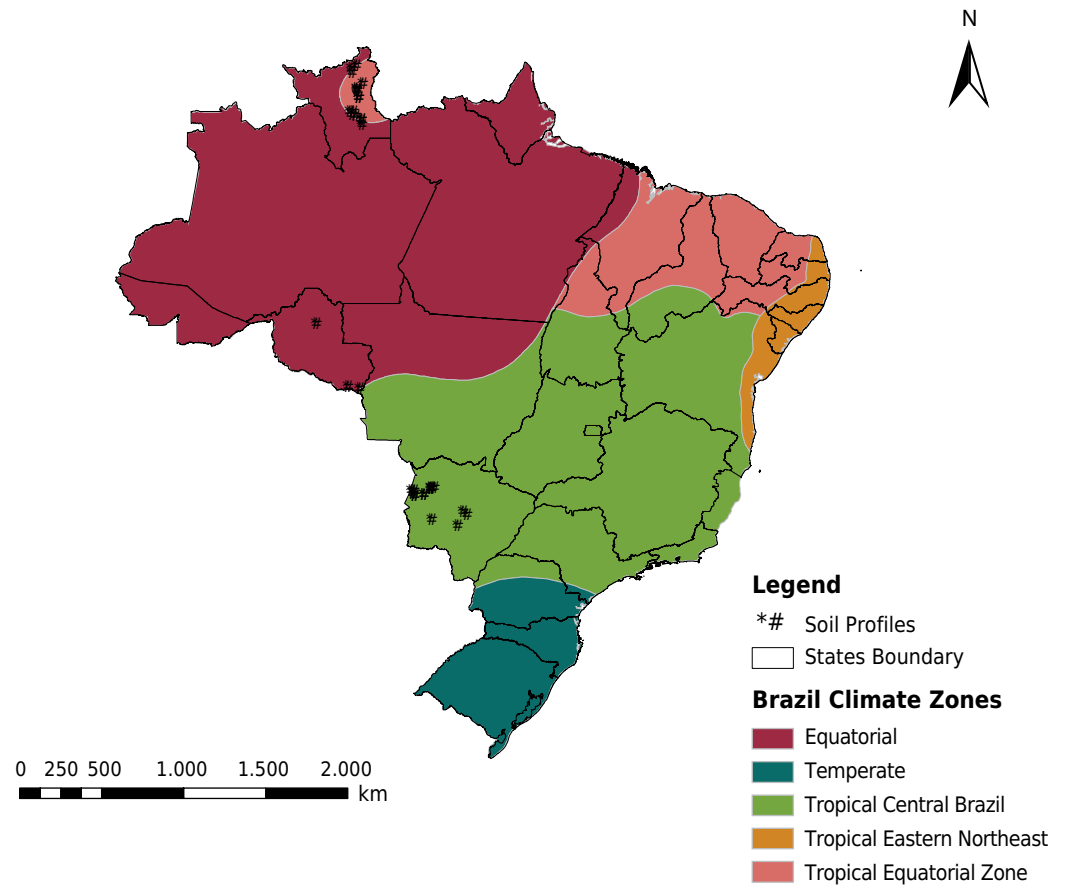 N
Legend
*# Soil Profiles
States Boundary
Brazil Climate Zones
Equatorial
Temperate
Tropical Central Brazil
Tropical Eastern Northeast
Tropical Equatorial Zone
0 250 500 1.000 1.500 2.000
km